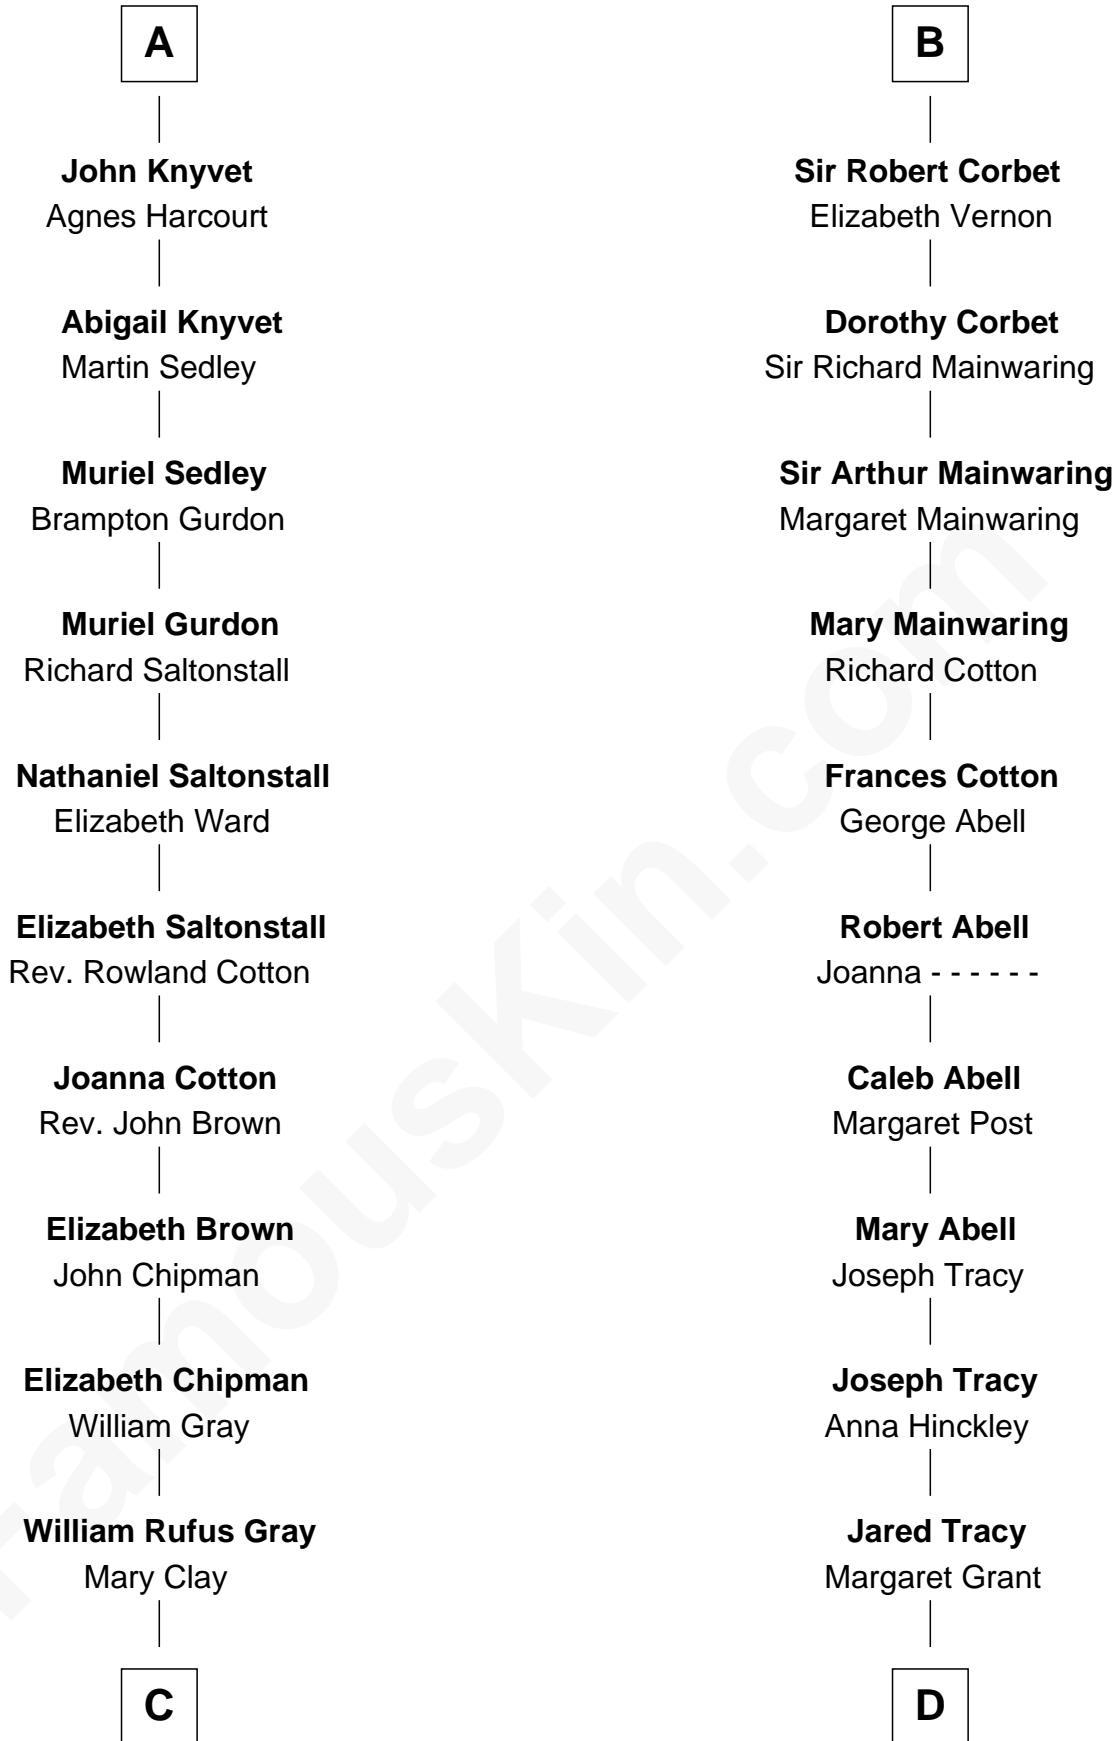 A
John Knyvet
Agnes Harcourt
Abigail Knyvet
Martin Sedley
Muriel Sedley
Brampton Gurdon
Muriel Gurdon
Richard Saltonstall
Nathaniel Saltonstall
Elizabeth Ward
Elizabeth Saltonstall
Rev. Rowland Cotton
Joanna Cotton
Rev. John Brown
Elizabeth Brown
John Chipman
Elizabeth Chipman
William Gray
William Rufus Gray
Mary Clay
C
B
Sir Robert Corbet
Elizabeth Vernon
Dorothy Corbet
Sir Richard Mainwaring
Sir Arthur Mainwaring
Margaret Mainwaring
Mary Mainwaring
Richard Cotton
Frances Cotton
George Abell
Robert Abell
Joanna - - - - - -
Caleb Abell
Margaret Post
Mary Abell
Joseph Tracy
Joseph Tracy
Anna Hinckley
Jared Tracy
Margaret Grant
D
FamousKin.com